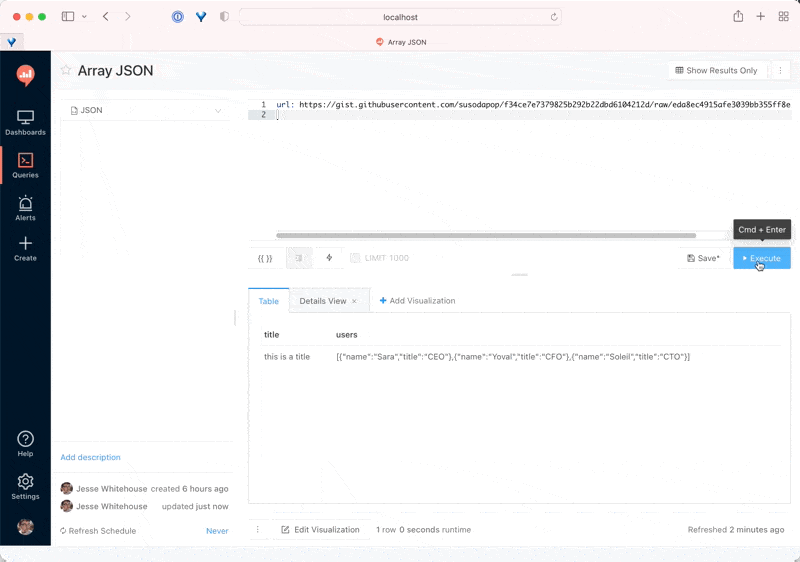 localhost
Array JSON
Array JSON
Show Results Only
Dashboards
Queries
Alerts
Create
Help
Settings
JSON
Add description
Jesse Whitehouse created 6 hours ago
Jesse Whitehouse updated just now
Refresh Schedule Never
1 url: https://gist.githubusercontent.com/susodapop/f34ce7e7379825b292b22dbd6104212d/raw/eda8ec4915afe3039bb355ff8e
2
Cmd + Enter
{{ }} LIMIT 1000 Save* Execute
Table Details View × Add Visualization
title users
this is a title [{"name":"Sara","title":"CEO"},{"name":"Yoval","title":"CFO"},{"name":"Soleil","title":"CTO"}]
Edit Visualization 1 row 0 seconds runtime Refreshed 2 minutes ago